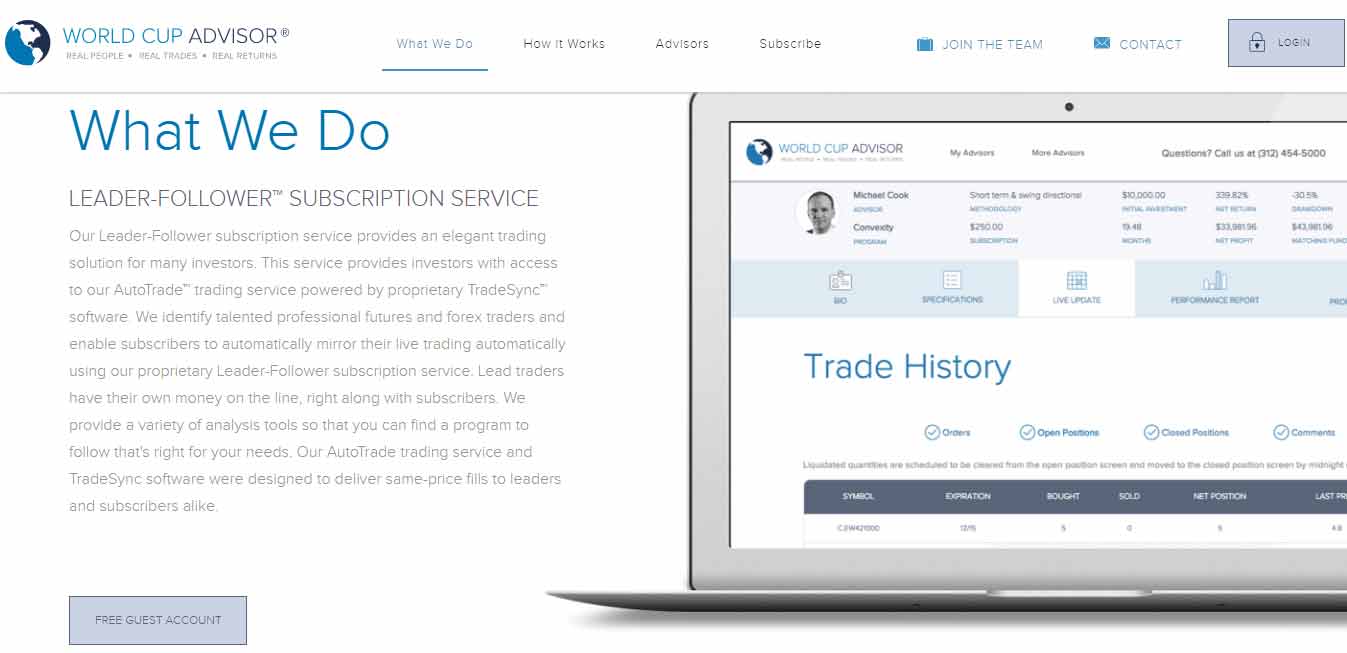 WORLD CUP ADVISOR®
REAL PEOPLE • REAL TRADES • REAL RETURNS
What We Do
How It Works
Advisors
Subscribe
JOIN THE TEAM
CONTACT
LOGIN
What We Do
LEADER-FOLLOWER™ SUBSCRIPTION SERVICE
Our Leader-Follower subscription service provides an elegant trading
solution for many investors. This service provides investors with access
to our AutoTrade™ trading service powered by proprietary TradeSync™
software. We identify talented professional futures and forex traders and
enable subscribers to automatically mirror their live trading automatically
using our proprietary Leader-Follower subscription service. Lead traders
have their own money on the line, right along with subscribers. We
provide a variety of analysis tools so that you can find a program to
follow that's right for your needs. Our AutoTrade trading service and
TradeSync software were designed to deliver same-price fills to leaders
and subscribers alike.
FREE GUEST ACCOUNT
WORLD CUP ADVISOR
REAL PEOPLE • REAL TRADES • REAL RETURNS
My Advisors
More Advisors
Questions? Call us at (312) 454-5000
Michael Cook
Short term & swing directional
$10,000.00
339.82%
-30.5%
ADVISOR
METHODOLOGY
INITIAL INVESTMENT
NET RETURN
DRAWDOWN
Convexity
$250.00
19.48
$33,981.96
$43,981.96
PROGRAM
SUBSCRIPTION
MONTHS
NET PROFIT
MATCHING FUND
BIO
SPECIFICATIONS
LIVE UPDATE
PERFORMANCE REPORT
Trade History
Orders
Open Positions
Closed Positions
Comments
Liquidated quantities are scheduled to be cleared from the open position screen and moved to the closed position screen by midnight
SYMBOL
EXPIRATION
BOUGHT
SOLD
NET POSITION
LAST PR
12/15
5
0
5
4.8